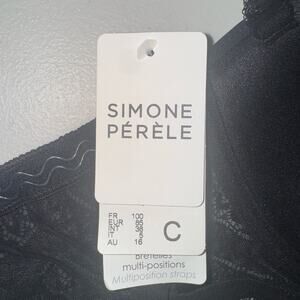 SIMONE
PÉRÈLE
FR 100
EUR 85
INT 38
IT 5
AU 16
C
Bretelles
multi-positions
Multiposition straps